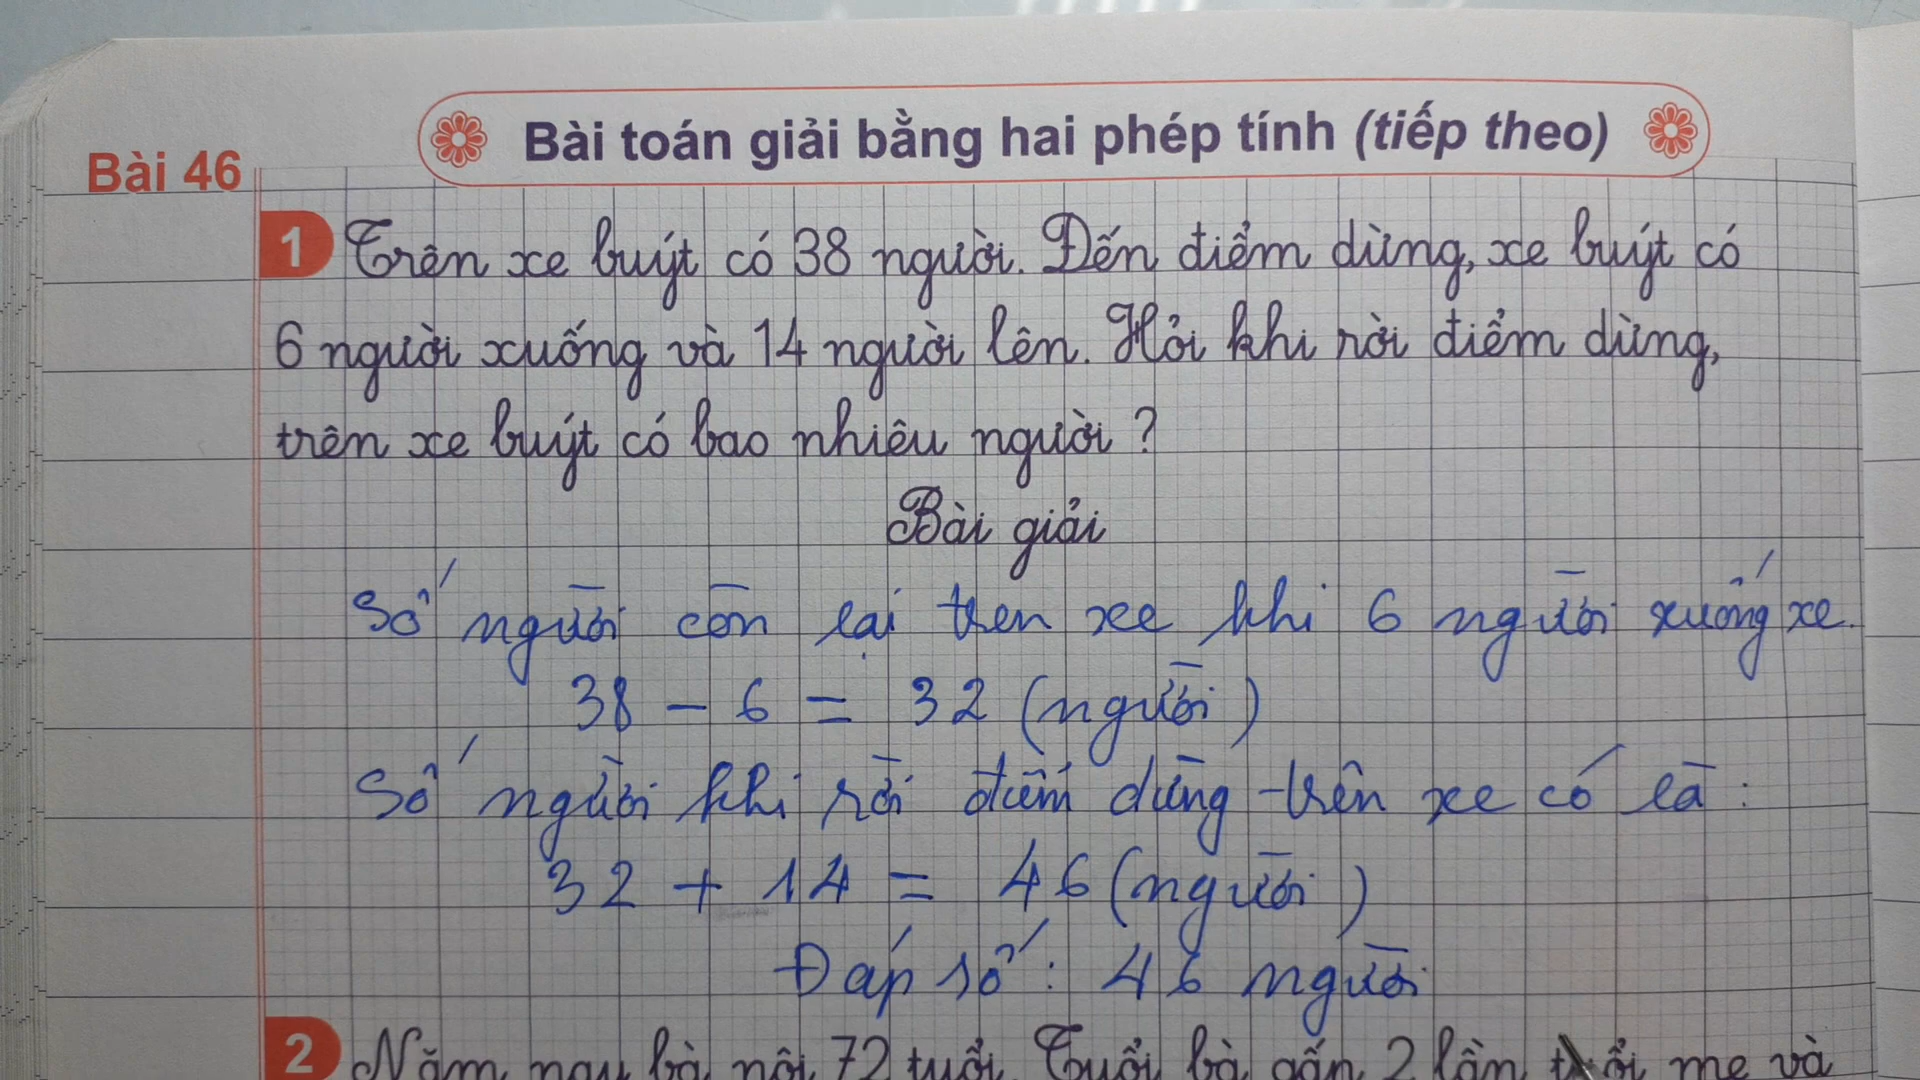 Bài toán giải bằng hai phép tính (tiếp theo)
Bài 46
1 Trên xe buýt có 38 người. Đến điểm dừng, xe buýt có
6 người xuống và 14 người lên. Hỏi khi rời điểm dừng,
trên xe buýt có bao nhiêu người?
Bài giải
Số người còn lại tren xe khi 6 người xuống xe.
38 - 6 = 32 (người)
Số người khi rời điểm dừng trên xe có là:
32 + 14 = 46 (người)
Đáp số: 46 người
2 Năm nay bà nội 72 tuổi. Tuổi bà gấp 2 lần tuổi mẹ và